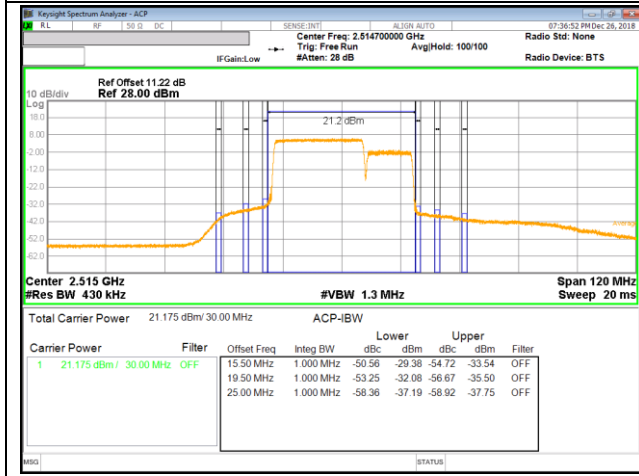 Keysight Spectrum Analyzer - ACP
RL RF 50 Ω DC SENSE:INT ALIGN AUTO 07:36:52 PM Dec 26, 2018
Center Freq: 2.514700000 GHz Radio Std: None
Trig: Free Run Avg|Hold: 100/100
IFGain:Low #Atten: 28 dB Radio Device: BTS
Ref Offset 11.22 dB
10 dB/div Ref 28.00 dBm
Log
18.0
21.2 dBm
8.00
-2.00
-12.0
-22.0
-32.0
-42.0
-52.0
-62.0
Center 2.515 GHz Span 120 MHz
#Res BW 430 kHz #VBW 1.3 MHz Sweep 20 ms
Total Carrier Power 21.175 dBm/ 30.00 MHz ACP-IBW
Lower Upper
Carrier Power Filter Offset Freq Integ BW dBc dBm dBc dBm Filter
1 21.175 dBm / 30.00 MHz OFF 15.50 MHz 1.000 MHz -50.56 -29.38 -54.72 -33.54 OFF
19.50 MHz 1.000 MHz -53.25 -32.08 -56.67 -35.50 OFF
25.00 MHz 1.000 MHz -58.36 -37.19 -58.92 -37.75 OFF
MSG STATUS